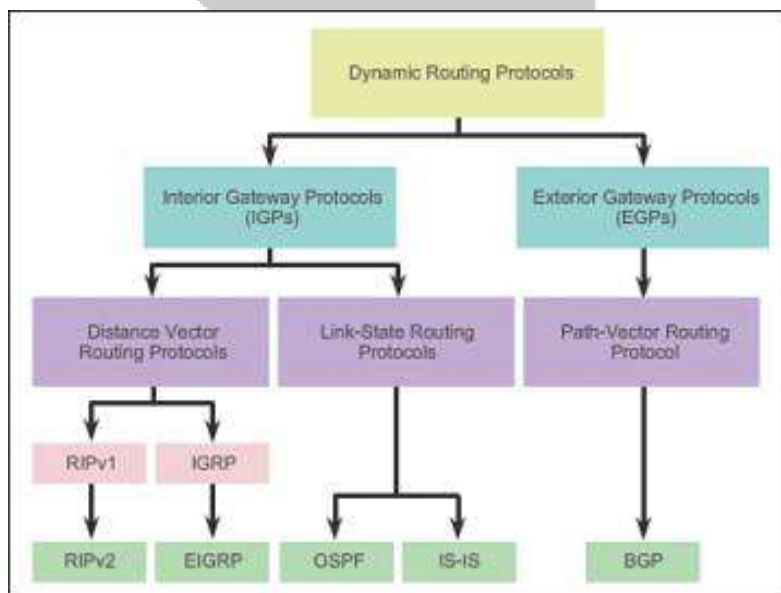 Dynamic Routing Protocols
Interior Gateway Protocols
(IGPs)
Exterior Gateway Protocols
(EGPs)
Distance Vector
Routing Protocols
Link-State Routing
Protocols
Path-Vector Routing
Protocol
RIPv1
IGRP
RIPv2
EIGRP
OSPF
IS-IS
BGP